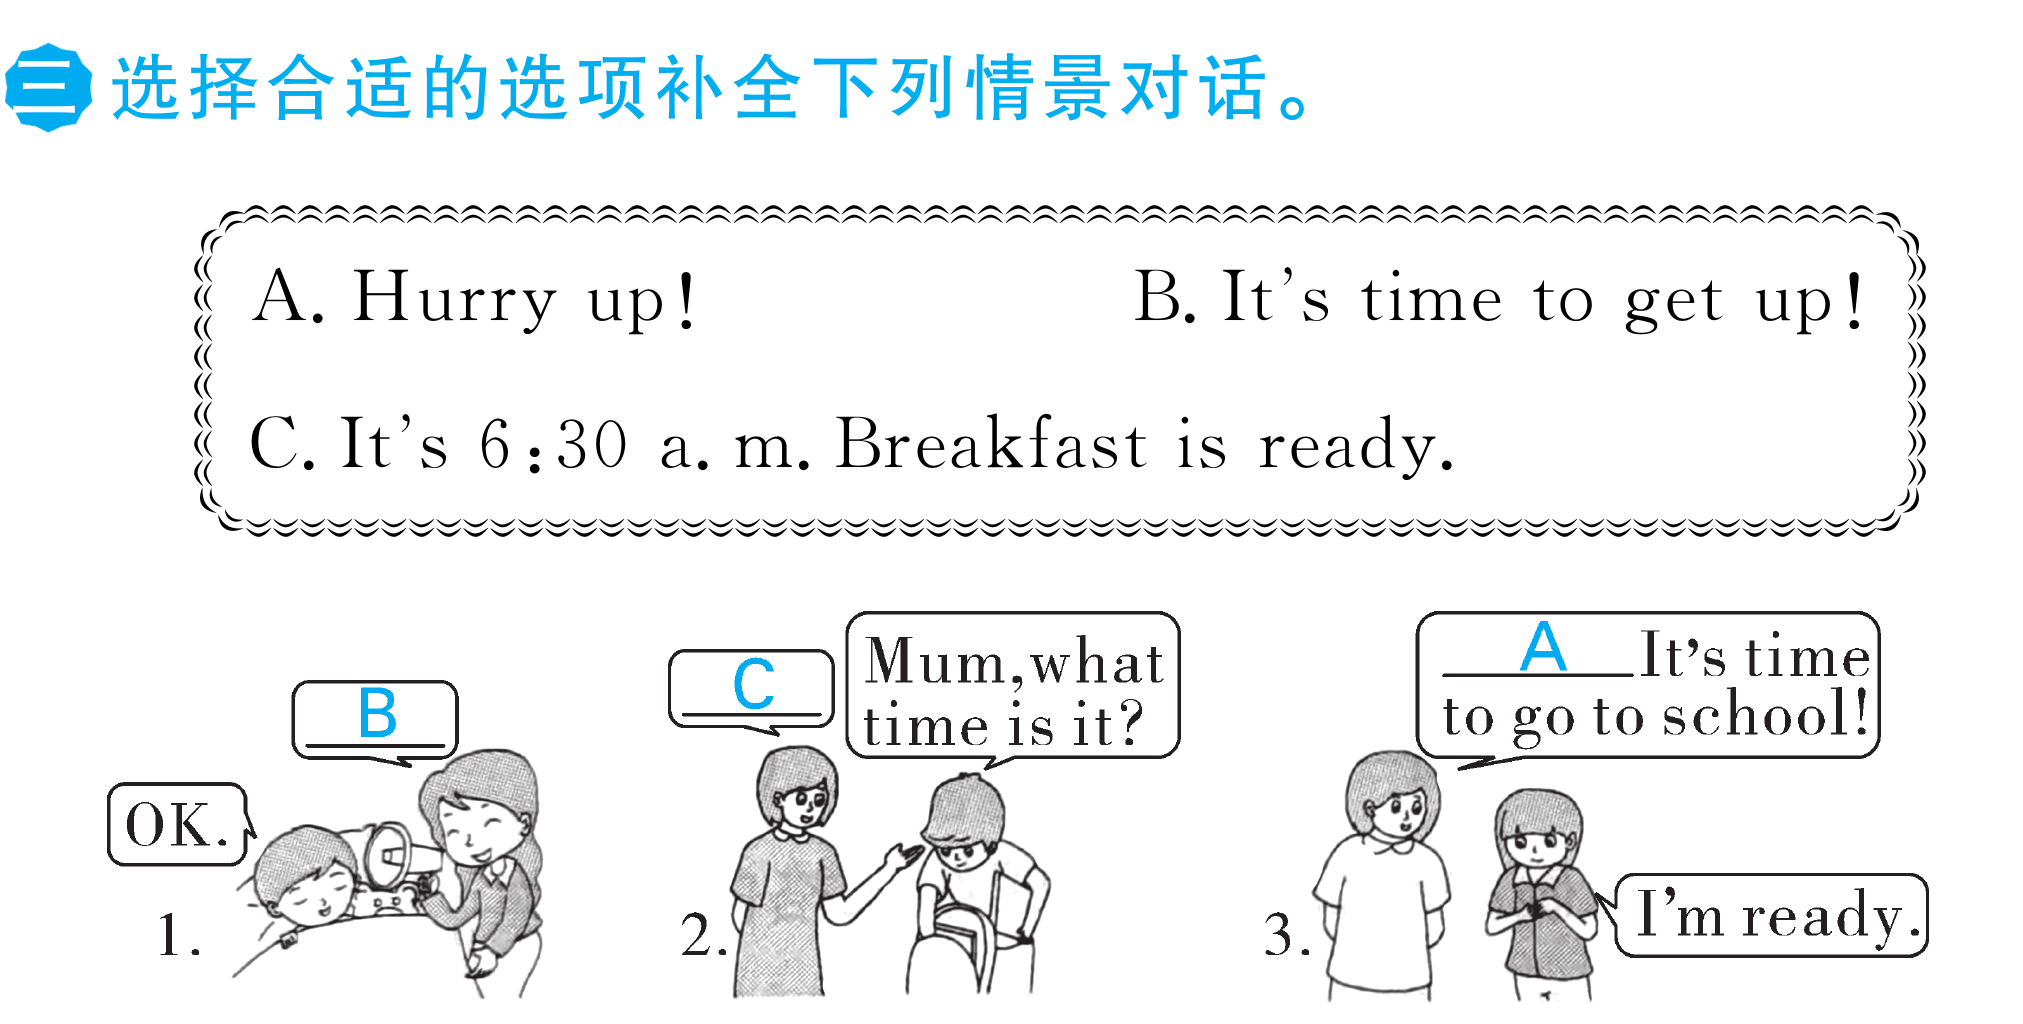 三 选择合适的选项补全下列情景对话。
A. Hurry up!
B. It's time to get up!
C. It's 6:30 a. m. Breakfast is ready.
1.
OK.
B
2.
C
Mum,what
time is it?
3.
A It's time
to go to school!
I'm ready.